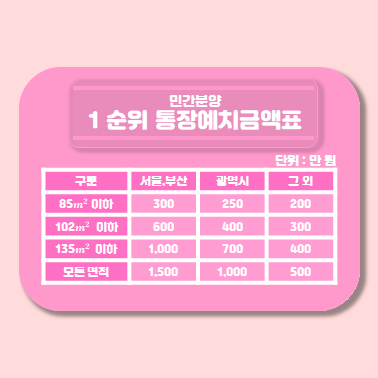 민간분양
1 순위 통장예치금액표
단위 : 만 원
구분 서울,부산 광역시 그 외
85m² 이하 300 250 200
102m² 이하 600 400 300
135m² 이하 1,000 700 400
모든 면적 1,500 1,000 500